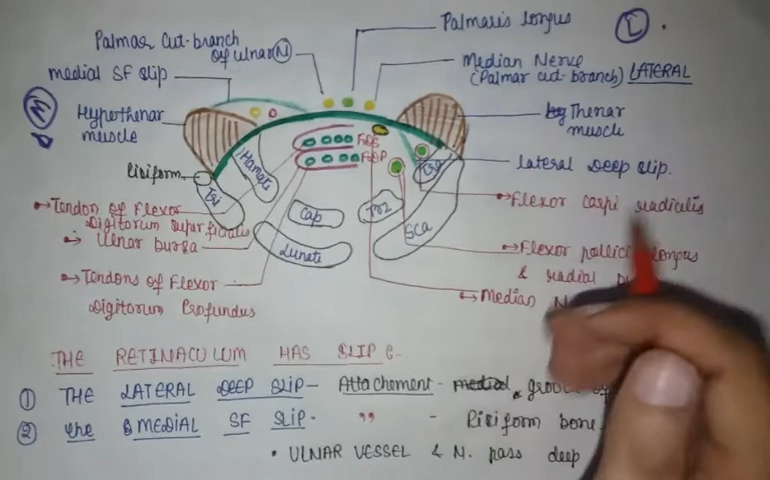 Palmaris longus
L .
Palmar Cut-branch
of ulnar N
medial SF slip
Median Nerve
(Palmar cut-branch) LATERAL
Hypothenar
muscle
Thenar
muscle
Hamate
FDS
FDP
Pisiform
Tri
lateral Deep slip.
Flexor carpi radialis
Tendon of Flexor
Digitorum superficialis
Ulnar bursa
Cap
Lunate
SCA
Flexor pollici longus
& radial
Tendons of Flexor
Digitorum Profundus
Median N
THE RETINACULUM HAS SLIP
① THE LATERAL DEEP SLIP - Attachement - groove of
② the MEDIAL SF SLIP - " - Pisiform bone.
• ULNAR VESSEL & N. pass deep